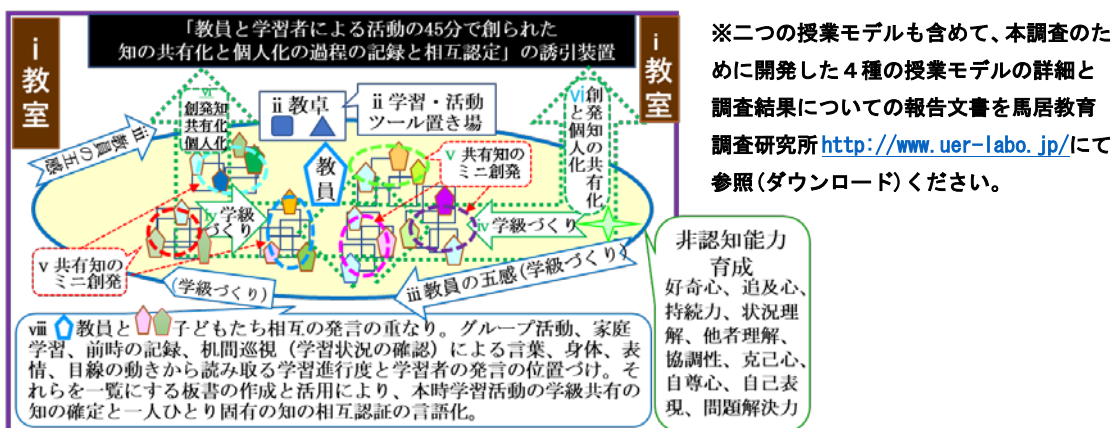 「教員と学習者による活動の45分で創られた
知の共有化と個人化の過程の記録と相互認定」の誘引装置
ⅰ教室
ⅰ教室
ⅵ
創発知
共有化
個人化
ⅱ教卓
ⅱ学習・活動
ツール置き場
ⅵ創発知の共有化
と個人化
ⅲ教員の五感
教員
ⅴ 共有知の
ミニ創発
ⅳ学級
づくり
ⅳ学級づくり
ⅴ 共有知の
ミニ創発
(学級づくり)
ⅲ教員の五感(学級づくり)
ⅷ 教員と子どもたち相互の発言の重なり。グループ活動、家庭
学習、前時の記録、机間巡視（学習状況の確認）による言葉、身体、表
情、目線の動きから読み取る学習進行度と学習者の発言の位置づけ。そ
れらを一覧にする板書の作成と活用により、本時学習活動の学級共有の
知の確定と一人ひとり固有の知の相互認証の言語化。
非認知能力
育成
好奇心、追及心、
持続力、状況理
解、他者理解、
協調性、克己心、
自尊心、自己表
現、問題解決力
※二つの授業モデルも含めて、本調査のた
めに開発した４種の授業モデルの詳細と
調査結果についての報告文書を馬居教育
調査研究所http://www.uer-labo.jp/にて
参照(ダウンロード)ください。